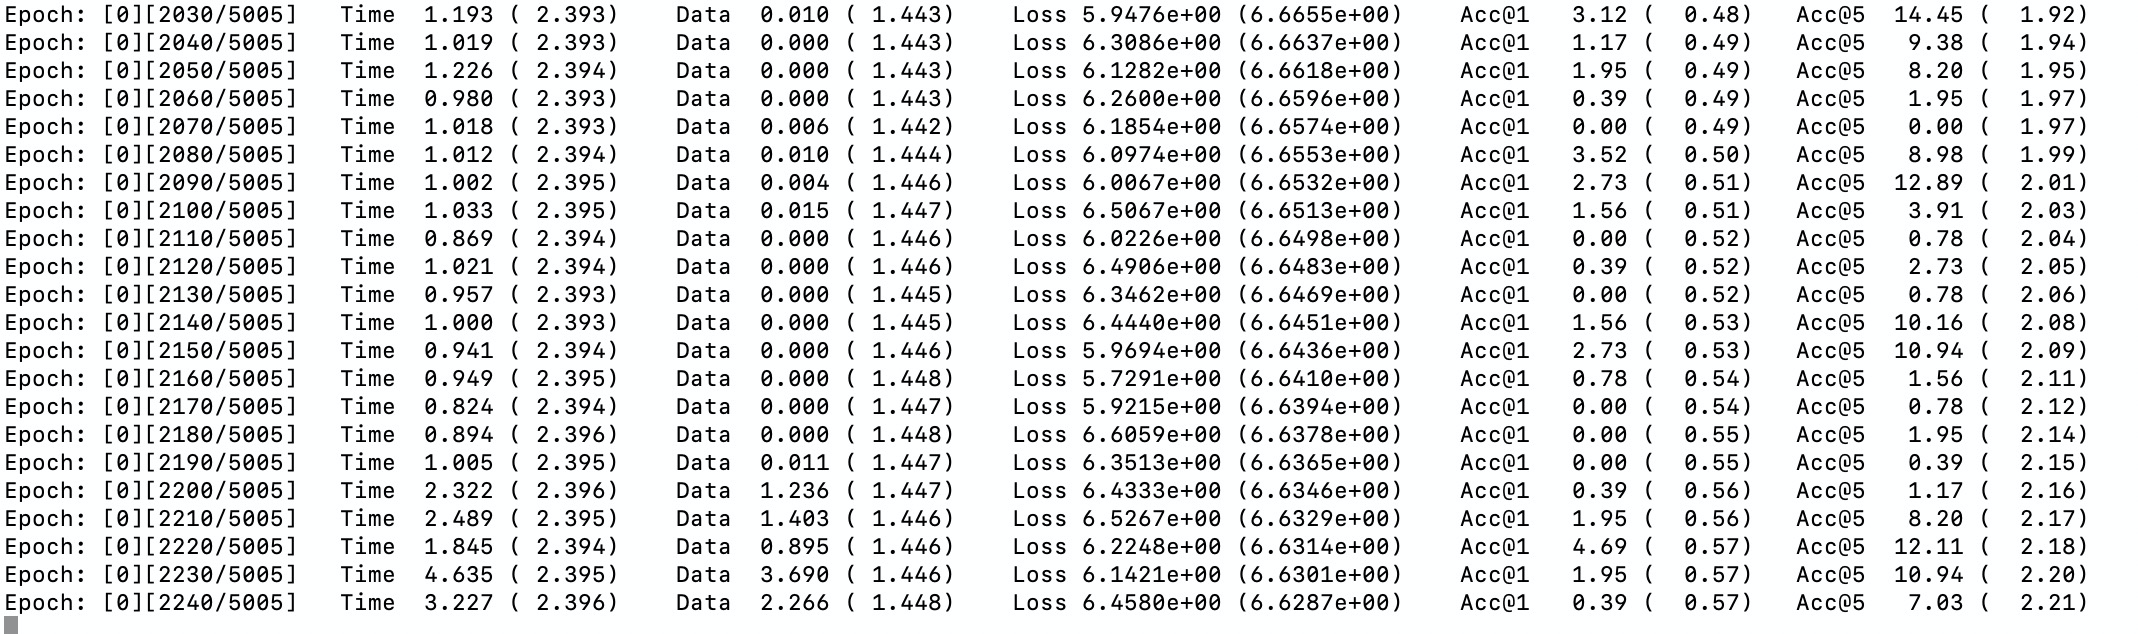 Epoch: [0][2030/5005]	Time  1.193 ( 2.393)	Data  0.010 ( 1.443)	Loss 5.9476e+00 (6.6655e+00)	Acc@1   3.12 (  0.48)	Acc@5  14.45 (  1.92)
Epoch: [0][2040/5005]	Time  1.019 ( 2.393)	Data  0.000 ( 1.443)	Loss 6.3086e+00 (6.6637e+00)	Acc@1   1.17 (  0.49)	Acc@5   9.38 (  1.94)
Epoch: [0][2050/5005]	Time  1.226 ( 2.394)	Data  0.000 ( 1.443)	Loss 6.1282e+00 (6.6618e+00)	Acc@1   1.95 (  0.49)	Acc@5   8.20 (  1.95)
Epoch: [0][2060/5005]	Time  0.980 ( 2.393)	Data  0.000 ( 1.443)	Loss 6.2600e+00 (6.6596e+00)	Acc@1   0.39 (  0.49)	Acc@5   1.95 (  1.97)
Epoch: [0][2070/5005]	Time  1.018 ( 2.393)	Data  0.006 ( 1.442)	Loss 6.1854e+00 (6.6574e+00)	Acc@1   0.00 (  0.49)	Acc@5   0.00 (  1.97)
Epoch: [0][2080/5005]	Time  1.012 ( 2.394)	Data  0.010 ( 1.444)	Loss 6.0974e+00 (6.6553e+00)	Acc@1   3.52 (  0.50)	Acc@5   8.98 (  1.99)
Epoch: [0][2090/5005]	Time  1.002 ( 2.395)	Data  0.004 ( 1.446)	Loss 6.0067e+00 (6.6532e+00)	Acc@1   2.73 (  0.51)	Acc@5  12.89 (  2.01)
Epoch: [0][2100/5005]	Time  1.033 ( 2.395)	Data  0.015 ( 1.447)	Loss 6.5067e+00 (6.6513e+00)	Acc@1   1.56 (  0.51)	Acc@5   3.91 (  2.03)
Epoch: [0][2110/5005]	Time  0.869 ( 2.394)	Data  0.000 ( 1.446)	Loss 6.0226e+00 (6.6498e+00)	Acc@1   0.00 (  0.52)	Acc@5   0.78 (  2.04)
Epoch: [0][2120/5005]	Time  1.021 ( 2.394)	Data  0.000 ( 1.446)	Loss 6.4906e+00 (6.6483e+00)	Acc@1   0.39 (  0.52)	Acc@5   2.73 (  2.05)
Epoch: [0][2130/5005]	Time  0.957 ( 2.393)	Data  0.000 ( 1.445)	Loss 6.3462e+00 (6.6469e+00)	Acc@1   0.00 (  0.52)	Acc@5   0.78 (  2.06)
Epoch: [0][2140/5005]	Time  1.000 ( 2.393)	Data  0.000 ( 1.445)	Loss 6.4440e+00 (6.6451e+00)	Acc@1   1.56 (  0.53)	Acc@5  10.16 (  2.08)
Epoch: [0][2150/5005]	Time  0.941 ( 2.394)	Data  0.000 ( 1.446)	Loss 5.9694e+00 (6.6436e+00)	Acc@1   2.73 (  0.53)	Acc@5  10.94 (  2.09)
Epoch: [0][2160/5005]	Time  0.949 ( 2.395)	Data  0.000 ( 1.448)	Loss 5.7291e+00 (6.6410e+00)	Acc@1   0.78 (  0.54)	Acc@5   1.56 (  2.11)
Epoch: [0][2170/5005]	Time  0.824 ( 2.394)	Data  0.000 ( 1.447)	Loss 5.9215e+00 (6.6394e+00)	Acc@1   0.00 (  0.54)	Acc@5   0.78 (  2.12)
Epoch: [0][2180/5005]	Time  0.894 ( 2.396)	Data  0.000 ( 1.448)	Loss 6.6059e+00 (6.6378e+00)	Acc@1   0.00 (  0.55)	Acc@5   1.95 (  2.14)
Epoch: [0][2190/5005]	Time  1.005 ( 2.395)	Data  0.011 ( 1.447)	Loss 6.3513e+00 (6.6365e+00)	Acc@1   0.00 (  0.55)	Acc@5   0.39 (  2.15)
Epoch: [0][2200/5005]	Time  2.322 ( 2.396)	Data  1.236 ( 1.447)	Loss 6.4333e+00 (6.6346e+00)	Acc@1   0.39 (  0.56)	Acc@5   1.17 (  2.16)
Epoch: [0][2210/5005]	Time  2.489 ( 2.395)	Data  1.403 ( 1.446)	Loss 6.5267e+00 (6.6329e+00)	Acc@1   1.95 (  0.56)	Acc@5   8.20 (  2.17)
Epoch: [0][2220/5005]	Time  1.845 ( 2.394)	Data  0.895 ( 1.446)	Loss 6.2248e+00 (6.6314e+00)	Acc@1   4.69 (  0.57)	Acc@5  12.11 (  2.18)
Epoch: [0][2230/5005]	Time  4.635 ( 2.395)	Data  3.690 ( 1.446)	Loss 6.1421e+00 (6.6301e+00)	Acc@1   1.95 (  0.57)	Acc@5  10.94 (  2.20)
Epoch: [0][2240/5005]	Time  3.227 ( 2.396)	Data  2.266 ( 1.448)	Loss 6.4580e+00 (6.6287e+00)	Acc@1   0.39 (  0.57)	Acc@5   7.03 (  2.21)